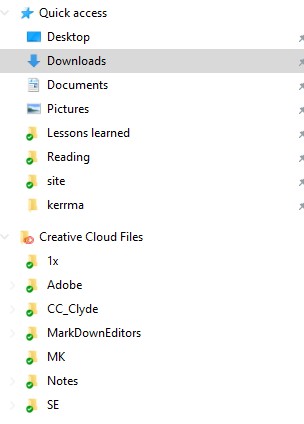 Quick access
Desktop
Downloads
Documents
Pictures
Lessons learned
Reading
site
kerrma
Creative Cloud Files
1x
Adobe
CC_Clyde
MarkDownEditors
MK
Notes
SE